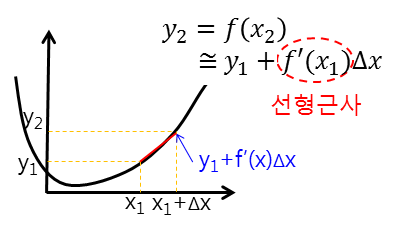 y₂ = f(x₂)
≅ y₁ + f′(x₁)Δx
선형근사
y₂
y₁
y₁+f′(x)Δx
x₁
x₁+Δx